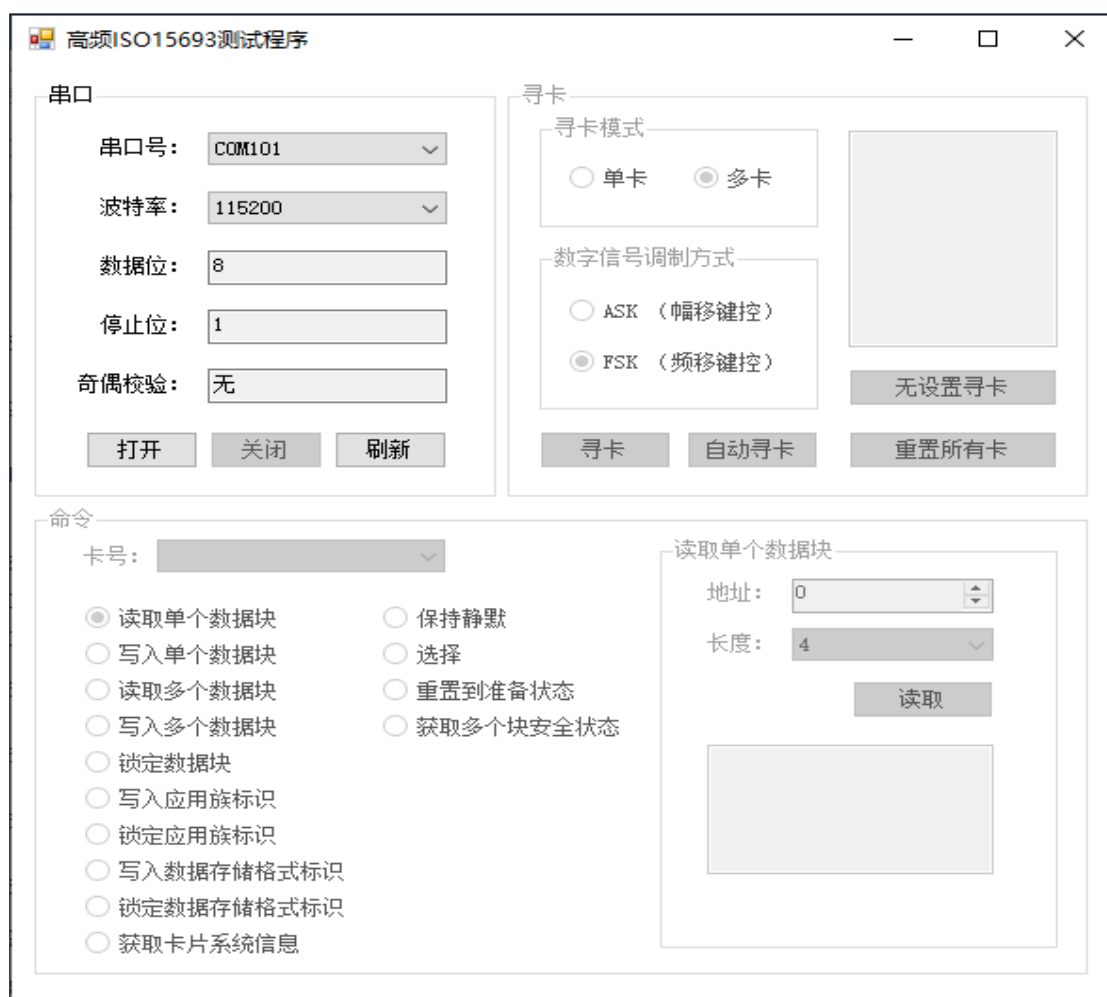 高频ISO15693测试程序
串口
串口号： COM101
波特率： 115200
数据位： 8
停止位： 1
奇偶校验： 无
打开 关闭 刷新
寻卡
寻卡模式
单卡 多卡
数字信号调制方式
ASK （幅移键控）
FSK （频移键控）
无设置寻卡
寻卡 自动寻卡 重置所有卡
命令
卡号：
读取单个数据块
写入单个数据块
读取多个数据块
写入多个数据块
锁定数据块
写入应用族标识
锁定应用族标识
写入数据存储格式标识
锁定数据存储格式标识
获取卡片系统信息
保持静默
选择
重置到准备状态
获取多个块安全状态
读取单个数据块
地址： 0
长度： 4
读取